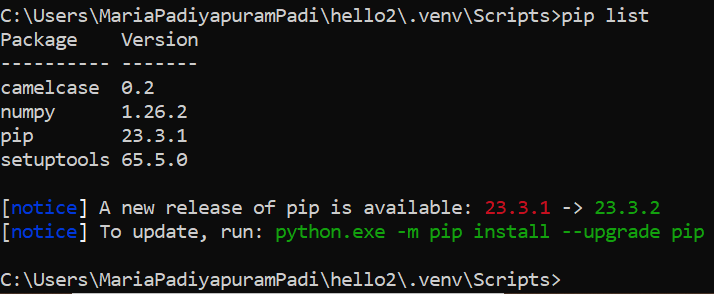 C:\Users\MariaPadiyapuramPadi\hello2\.venv\Scripts>pip list
Package    Version
---------- -------
camelcase  0.2
numpy      1.26.2
pip        23.3.1
setuptools 65.5.0
[notice] A new release of pip is available: 23.3.1 -> 23.3.2
[notice] To update, run: python.exe -m pip install --upgrade pip
C:\Users\MariaPadiyapuramPadi\hello2\.venv\Scripts>